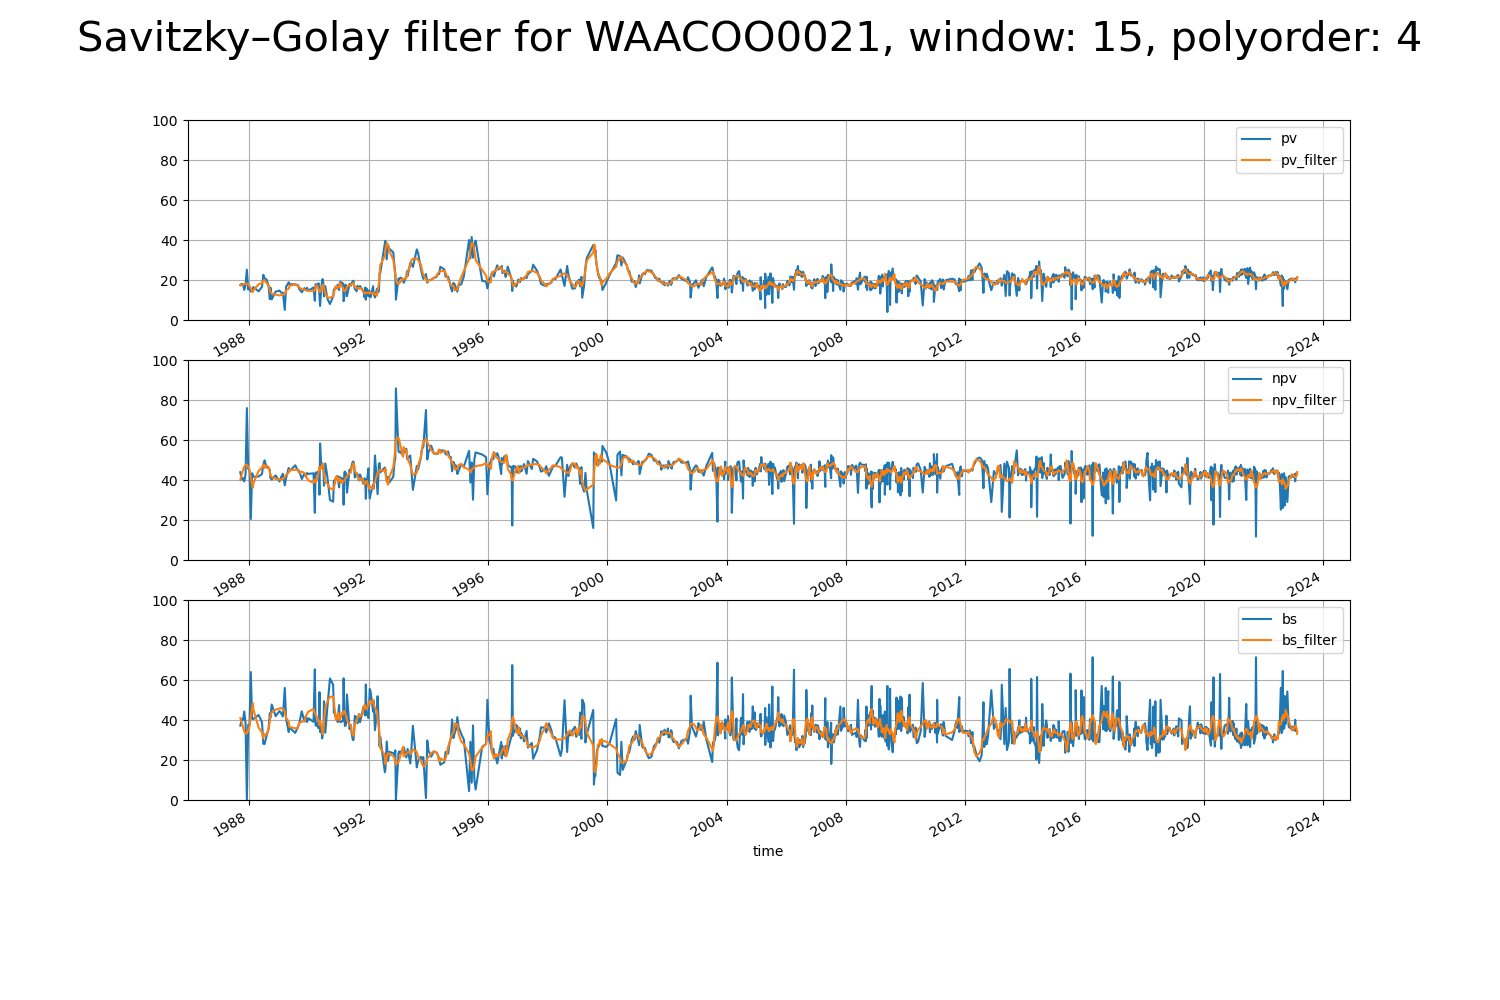 Savitzky–Golay filter for WAACOO0021, window: 15, polyorder: 4
100
80
60
40
20
0
pv
pv_filter
1988 1992 1996 2000 2004 2008 2012 2016 2020 2024
100
80
60
40
20
0
npv
npv_filter
1988 1992 1996 2000 2004 2008 2012 2016 2020 2024
100
80
60
40
20
0
bs
bs_filter
1988 1992 1996 2000 2004 2008 2012 2016 2020 2024
time